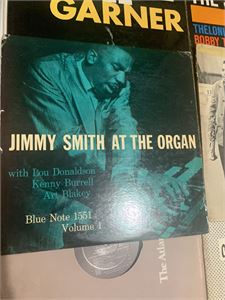 GARNER
THE
THELONI
BOBBY T
JIMMY SMITH AT THE ORGAN
with Lou Donaldson
Kenny Burrell
Art Blakey
Blue Note 1551
Volume 1
The Atla